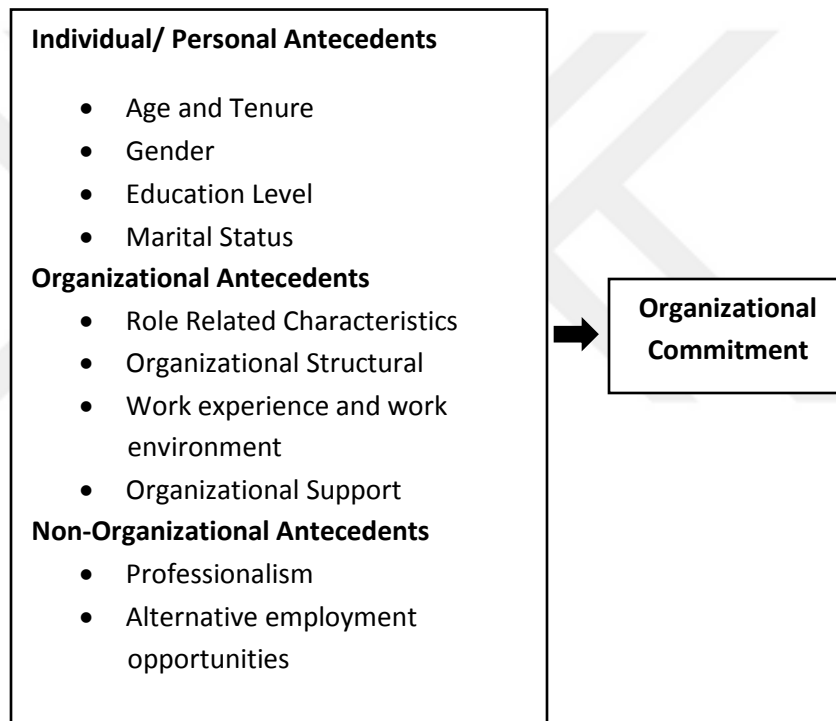 Individual/ Personal Antecedents
• Age and Tenure
• Gender
• Education Level
• Marital Status
Organizational Antecedents
• Role Related Characteristics
• Organizational Structural
• Work experience and work
environment
• Organizational Support
Non-Organizational Antecedents
• Professionalism
• Alternative employment
opportunities
Organizational
Commitment